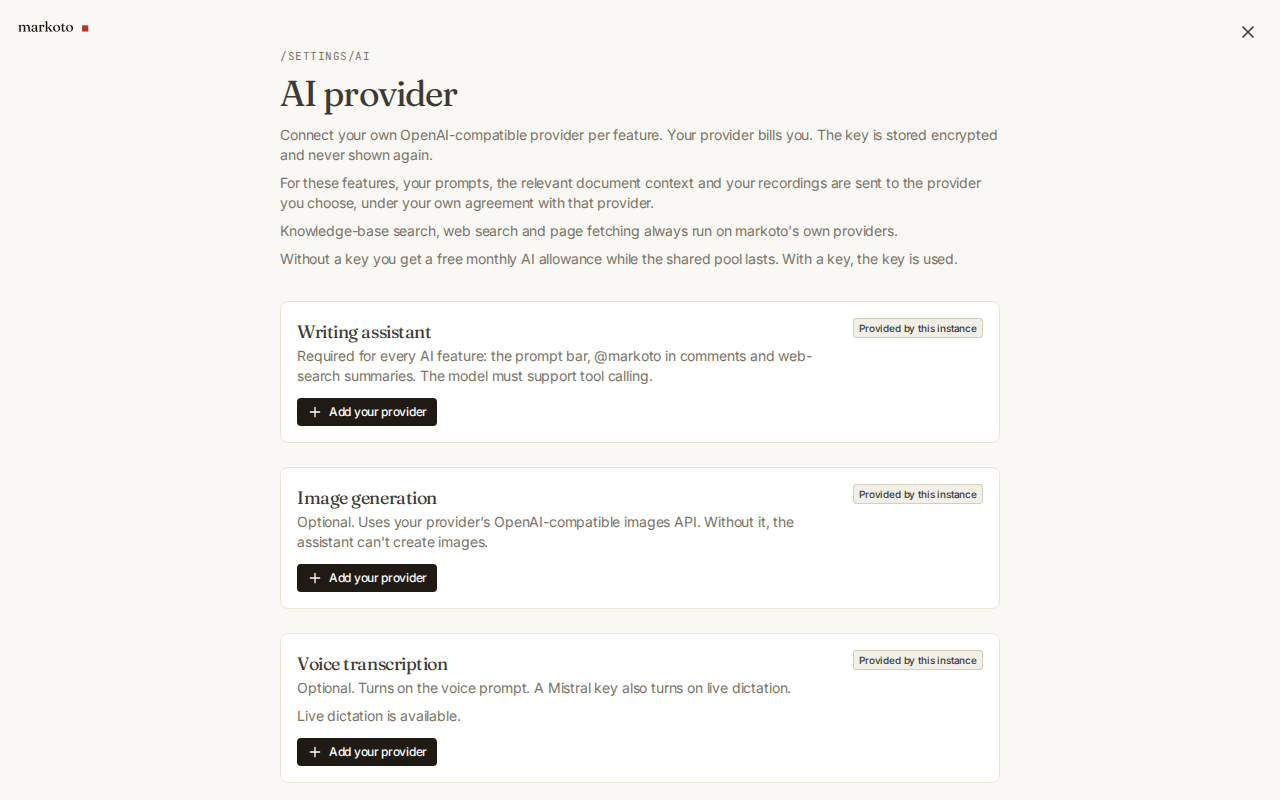 markoto
/SETTINGS/AI
AI provider
Connect your own OpenAI-compatible provider per feature. Your provider bills you. The key is stored encrypted
and never shown again.
For these features, your prompts, the relevant document context and your recordings are sent to the provider
you choose, under your own agreement with that provider.
Knowledge-base search, web search and page fetching always run on markoto's own providers.
Without a key you get a free monthly AI allowance while the shared pool lasts. With a key, the key is used.
Writing assistant
Provided by this instance
Required for every AI feature: the prompt bar, @markoto in comments and web-
search summaries. The model must support tool calling.
Add your provider
Image generation
Provided by this instance
Optional. Uses your provider's OpenAI-compatible images API. Without it, the
assistant can't create images.
Add your provider
Voice transcription
Provided by this instance
Optional. Turns on the voice prompt. A Mistral key also turns on live dictation.
Live dictation is available.
Add your provider